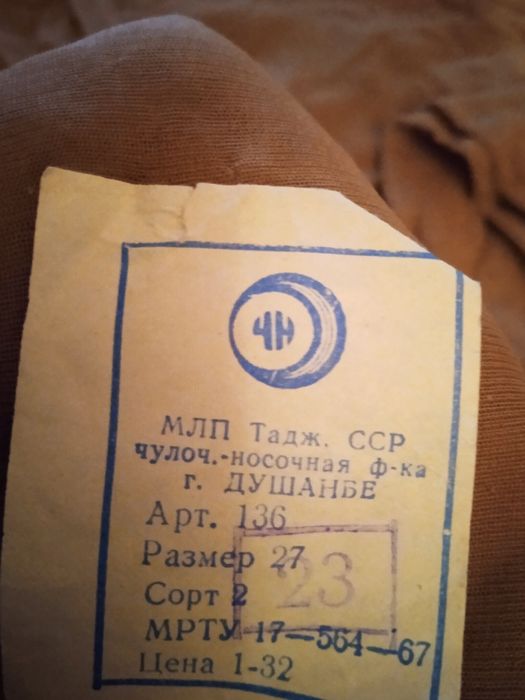 ЧН
МЛП Тадж. ССР
чулоч.-носочная ф-ка
г. ДУШАНБЕ
Арт. 136
Размер 27
23
Сорт 2
МРТУ 17—564—67
Цена 1-32